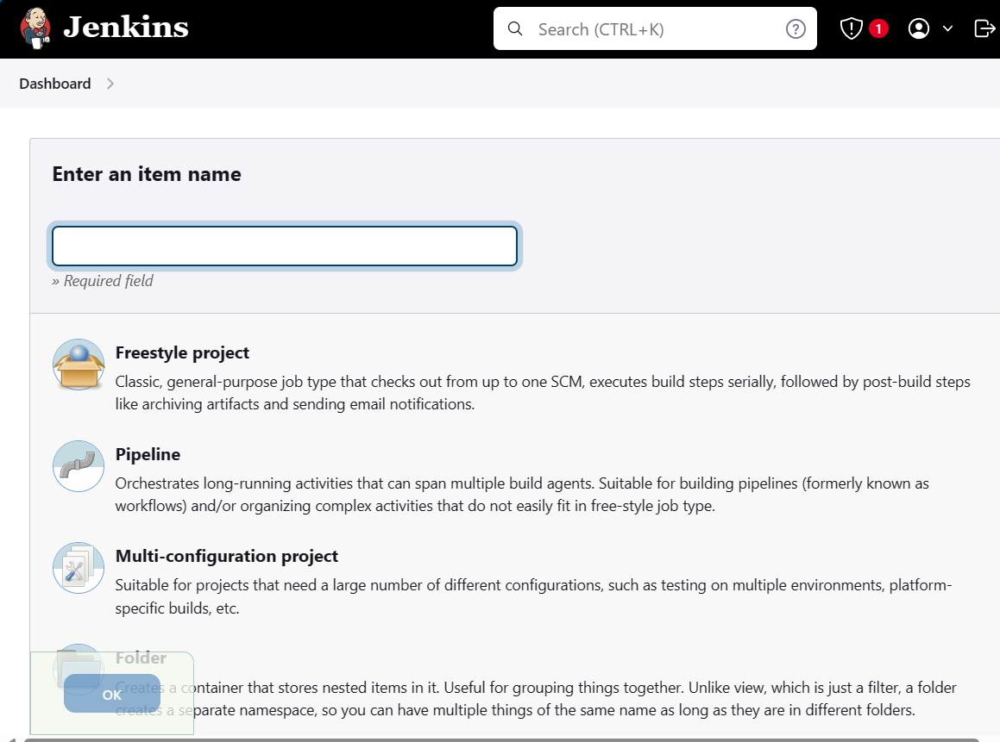 Jenkins
Search (CTRL+K)
?
1
Dashboard
Enter an item name
» Required field
Freestyle project
Classic, general-purpose job type that checks out from up to one SCM, executes build steps serially, followed by post-build steps
like archiving artifacts and sending email notifications.
Pipeline
Orchestrates long-running activities that can span multiple build agents. Suitable for building pipelines (formerly known as
workflows) and/or organizing complex activities that do not easily fit in free-style job type.
Multi-configuration project
Suitable for projects that need a large number of different configurations, such as testing on multiple environments, platform-
specific builds, etc.
Folder
Creates a container that stores nested items in it. Useful for grouping things together. Unlike view, which is just a filter, a folder
OK
creates a separate namespace, so you can have multiple things of the same name as long as they are in different folders.